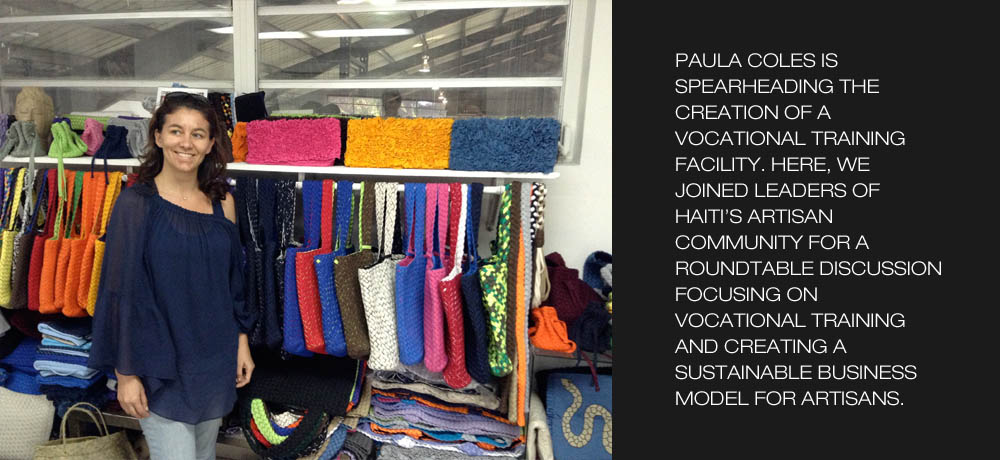 PAULA COLES IS
SPEARHEADING THE
CREATION OF A
VOCATIONAL TRAINING
FACILITY. HERE, WE
JOINED LEADERS OF
HAITI’S ARTISAN
COMMUNITY FOR A
ROUNDTABLE DISCUSSION
FOCUSING ON
VOCATIONAL TRAINING
AND CREATING A
SUSTAINABLE BUSINESS
MODEL FOR ARTISANS.